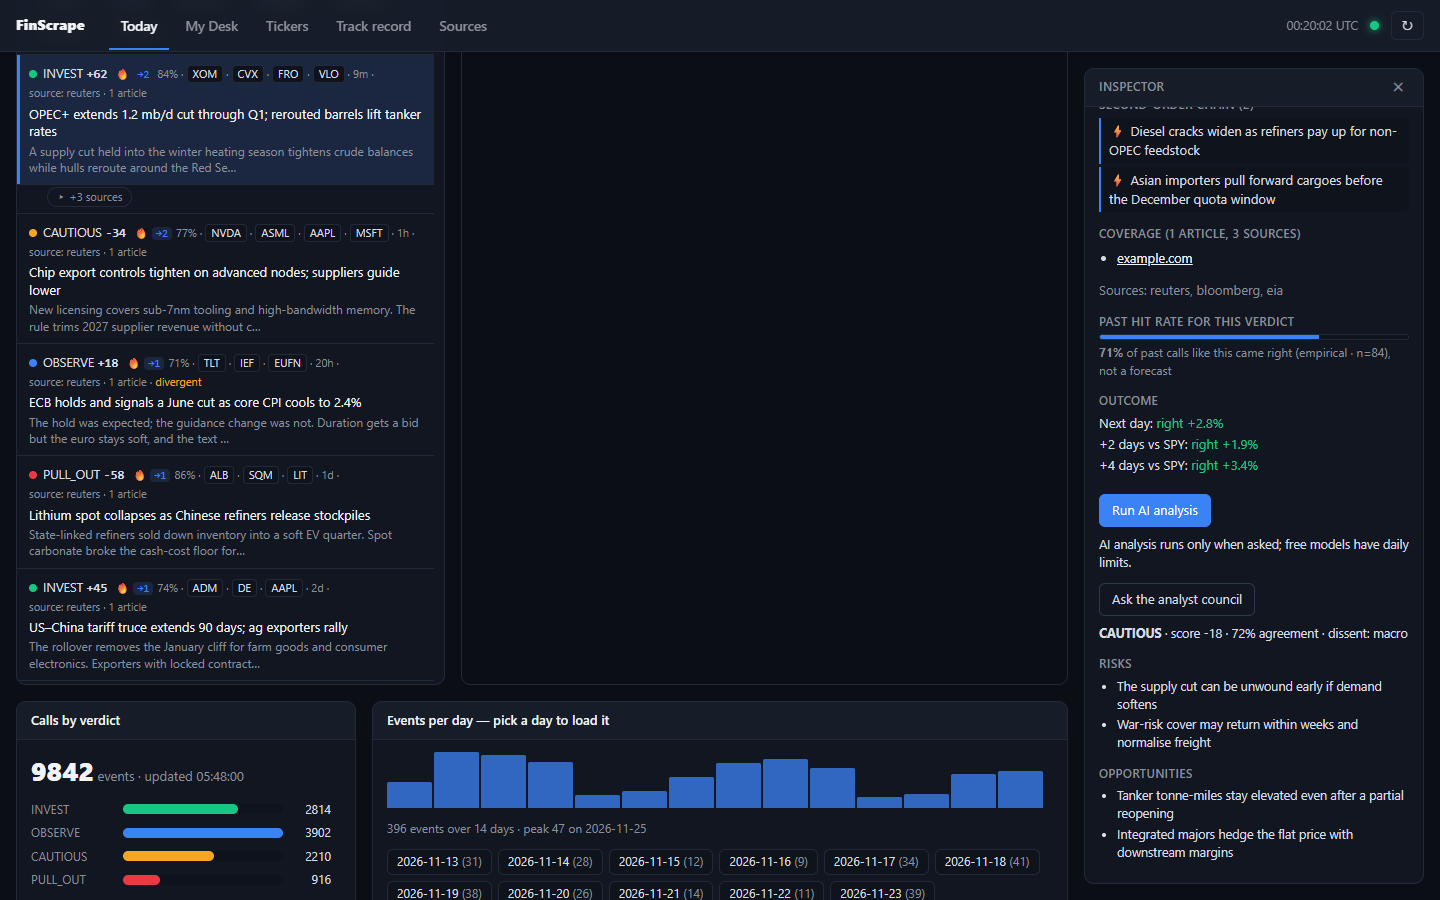 FinScrape
Today
My Desk
Tickers
Track record
Sources
00:20:02 UTC
INVEST +62 🔥 →2 84% · XOM · CVX · FRO · VLO · 9m ·
source: reuters · 1 article
OPEC+ extends 1.2 mb/d cut through Q1; rerouted barrels lift tanker
rates
A supply cut held into the winter heating season tightens crude balances
while hulls reroute around the Red Se...
+3 sources
CAUTIOUS -34 🔥 →2 77% · NVDA · ASML · AAPL · MSFT · 1h ·
source: reuters · 1 article
Chip export controls tighten on advanced nodes; suppliers guide
lower
New licensing covers sub-7nm tooling and high-bandwidth memory. The
rule trims 2027 supplier revenue without c...
OBSERVE +18 🔥 →1 71% · TLT · IEF · EUFN · 20h ·
source: reuters · 1 article · divergent
ECB holds and signals a June cut as core CPI cools to 2.4%
The hold was expected; the guidance change was not. Duration gets a bid
but the euro stays soft, and the text ...
PULL_OUT -58 🔥 →1 86% · ALB · SQM · LIT · 1d ·
source: reuters · 1 article
Lithium spot collapses as Chinese refiners release stockpiles
State-linked refiners sold down inventory into a soft EV quarter. Spot
carbonate broke the cash-cost floor for...
INVEST +45 🔥 →1 74% · ADM · DE · AAPL · 2d ·
source: reuters · 1 article
US–China tariff truce extends 90 days; ag exporters rally
The rollover removes the January cliff for farm goods and consumer
electronics. Exporters with locked contract...
Calls by verdict
9842 events · updated 05:48:00
INVEST 2814
OBSERVE 3902
CAUTIOUS 2210
PULL_OUT 916
Events per day — pick a day to load it
396 events over 14 days · peak 47 on 2026-11-25
2026-11-13 (31) 2026-11-14 (28) 2026-11-15 (12) 2026-11-16 (9) 2026-11-17 (34) 2026-11-18 (41)
2026-11-19 (38) 2026-11-20 (26) 2026-11-21 (14) 2026-11-22 (11) 2026-11-23 (39)
INSPECTOR
SECOND-ORDER CHAIN (2)
⚡ Diesel cracks widen as refiners pay up for non-
OPEC feedstock
⚡ Asian importers pull forward cargoes before
the December quota window
COVERAGE (1 ARTICLE, 3 SOURCES)
• example.com
Sources: reuters, bloomberg, eia
PAST HIT RATE FOR THIS VERDICT
71% of past calls like this came right (empirical · n=84),
not a forecast
OUTCOME
Next day: right +2.8%
+2 days vs SPY: right +1.9%
+4 days vs SPY: right +3.4%
Run AI analysis
AI analysis runs only when asked; free models have daily
limits.
Ask the analyst council
CAUTIOUS · score -18 · 72% agreement · dissent: macro
RISKS
• The supply cut can be unwound early if demand
softens
• War-risk cover may return within weeks and
normalise freight
OPPORTUNITIES
• Tanker tonne-miles stay elevated even after a partial
reopening
• Integrated majors hedge the flat price with
downstream margins